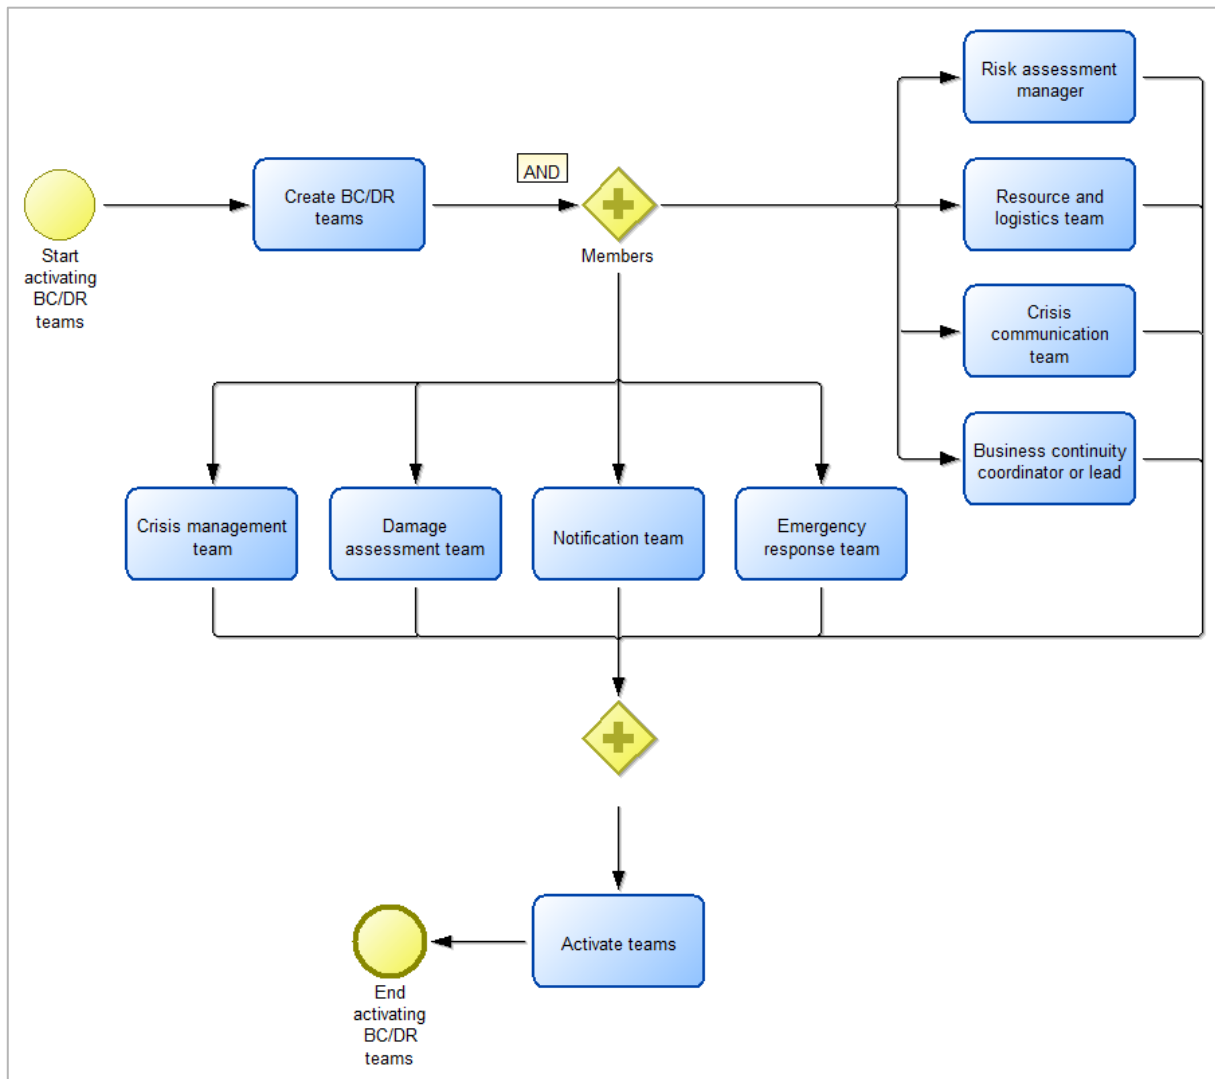 Risk assessment
manager
AND
Create BC/DR
teams
Resource and
logistics team
Start
activating
BC/DR
teams
Members
Crisis
communication
team
Business continuity
coordinator or lead
Crisis management
team
Damage
assessment team
Notification team
Emergency
response team
Activate teams
End
activating
BC/DR
teams